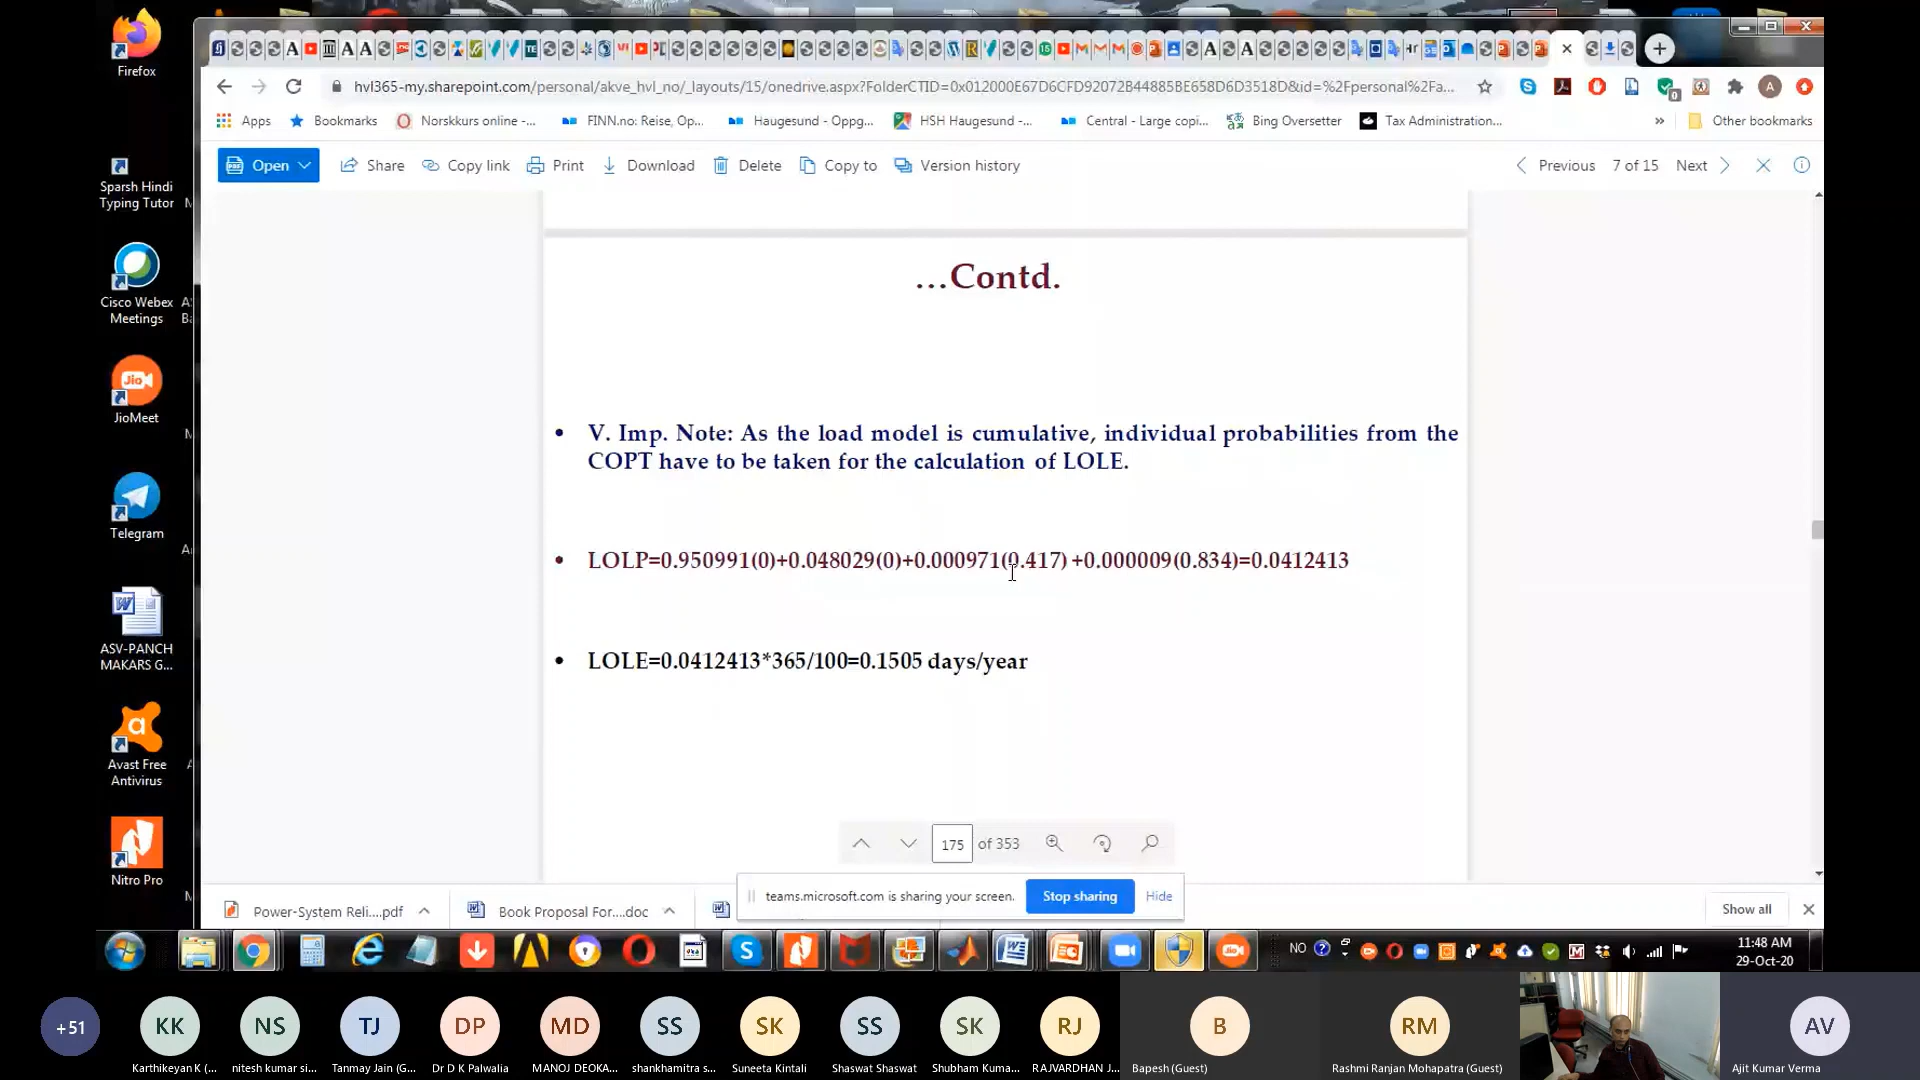 Firefox
hvl365-my.sharepoint.com/personal/akve_hvl_no/_layouts/15/onedrive.aspx?FolderCTID=0x012000E67D6CFD92072B44885BE658D6D3518D&id=%2Fpersonal%2Fa...
Apps
Bookmarks
Norskkurs online -...
FINN.no: Reise, Op...
Haugesund - Oppg...
HSH Haugesund -...
Central - Large copi...
Bing Oversetter
Tax Administration...
»
Other bookmarks
Open
Share
Copy link
Print
Download
Delete
Copy to
Version history
Previous
7 of 15
Next
Sparsh Hindi
Typing Tutor
Cisco Webex
Meetings
JioMeet
Telegram
ASV-PANCH
MAKARS G...
Avast Free
Antivirus
Nitro Pro
...Contd.
• V. Imp. Note: As the load model is cumulative, individual probabilities from the
COPT have to be taken for the calculation of LOLE.
• LOLP=0.950991(0)+0.048029(0)+0.000971(0.417) +0.000009(0.834)=0.0412413
• LOLE=0.0412413*365/100=0.1505 days/year
175 of 353
teams.microsoft.com is sharing your screen.
Stop sharing
Hide
Power-System Reli....pdf
Book Proposal For....doc
Show all
NO
11:48 AM
29-Oct-20
+51
KK
NS
TJ
DP
MD
SS
SK
SS
SK
RJ
B
RM
AV
Karthikeyan K (...
nitesh kumar si...
Tanmay Jain (G...
Dr D K Palwalia
MANOJ DEOKA...
shankhamitra s...
Suneeta Kintali
Shaswat Shaswat
Shubham Kuma...
RAJVARDHAN J...
Bapesh (Guest)
Rashmi Ranjan Mohapatra (Guest)
Ajit Kumar Verma